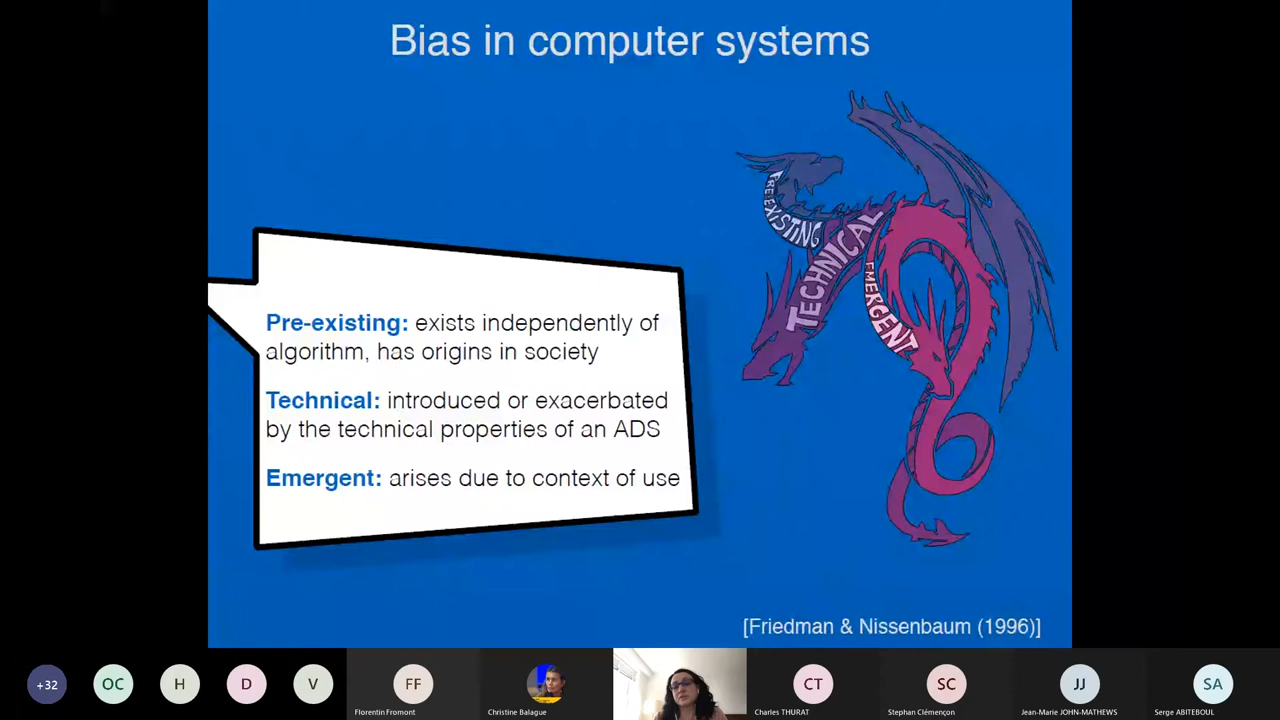 Bias in computer systems
PRE-EXISTING
TECHNICAL
EMERGENT
Pre-existing: exists independently of
algorithm, has origins in society
Technical: introduced or exacerbated
by the technical properties of an ADS
Emergent: arises due to context of use
[Friedman & Nissenbaum (1996)]
+32
OC
H
D
V
FF
Florentin Fromont
Christine Balague
CT
Charles THURAT
SC
Stephan Clémençon
JJ
Jean-Marie JOHN-MATHEWS
SA
Serge ABITEBOUL